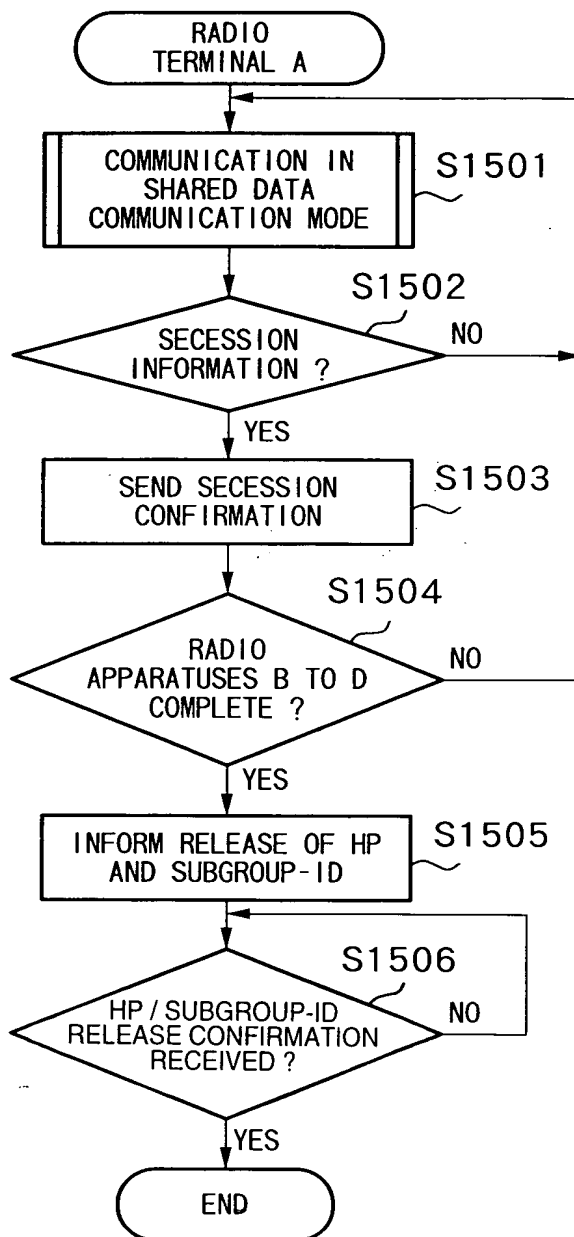 RADIO
TERMINAL A
COMMUNICATION IN
SHARED DATA
COMMUNICATION MODE
S1501
S1502
SECESSION
INFORMATION ?
NO
YES
SEND SECESSION
CONFIRMATION
S1503
S1504
RADIO
APPARATUSES B TO D
COMPLETE ?
NO
YES
INFORM RELEASE OF HP
AND SUBGROUP-ID
S1505
S1506
HP / SUBGROUP-ID
RELEASE CONFIRMATION
RECEIVED ?
NO
YES
END